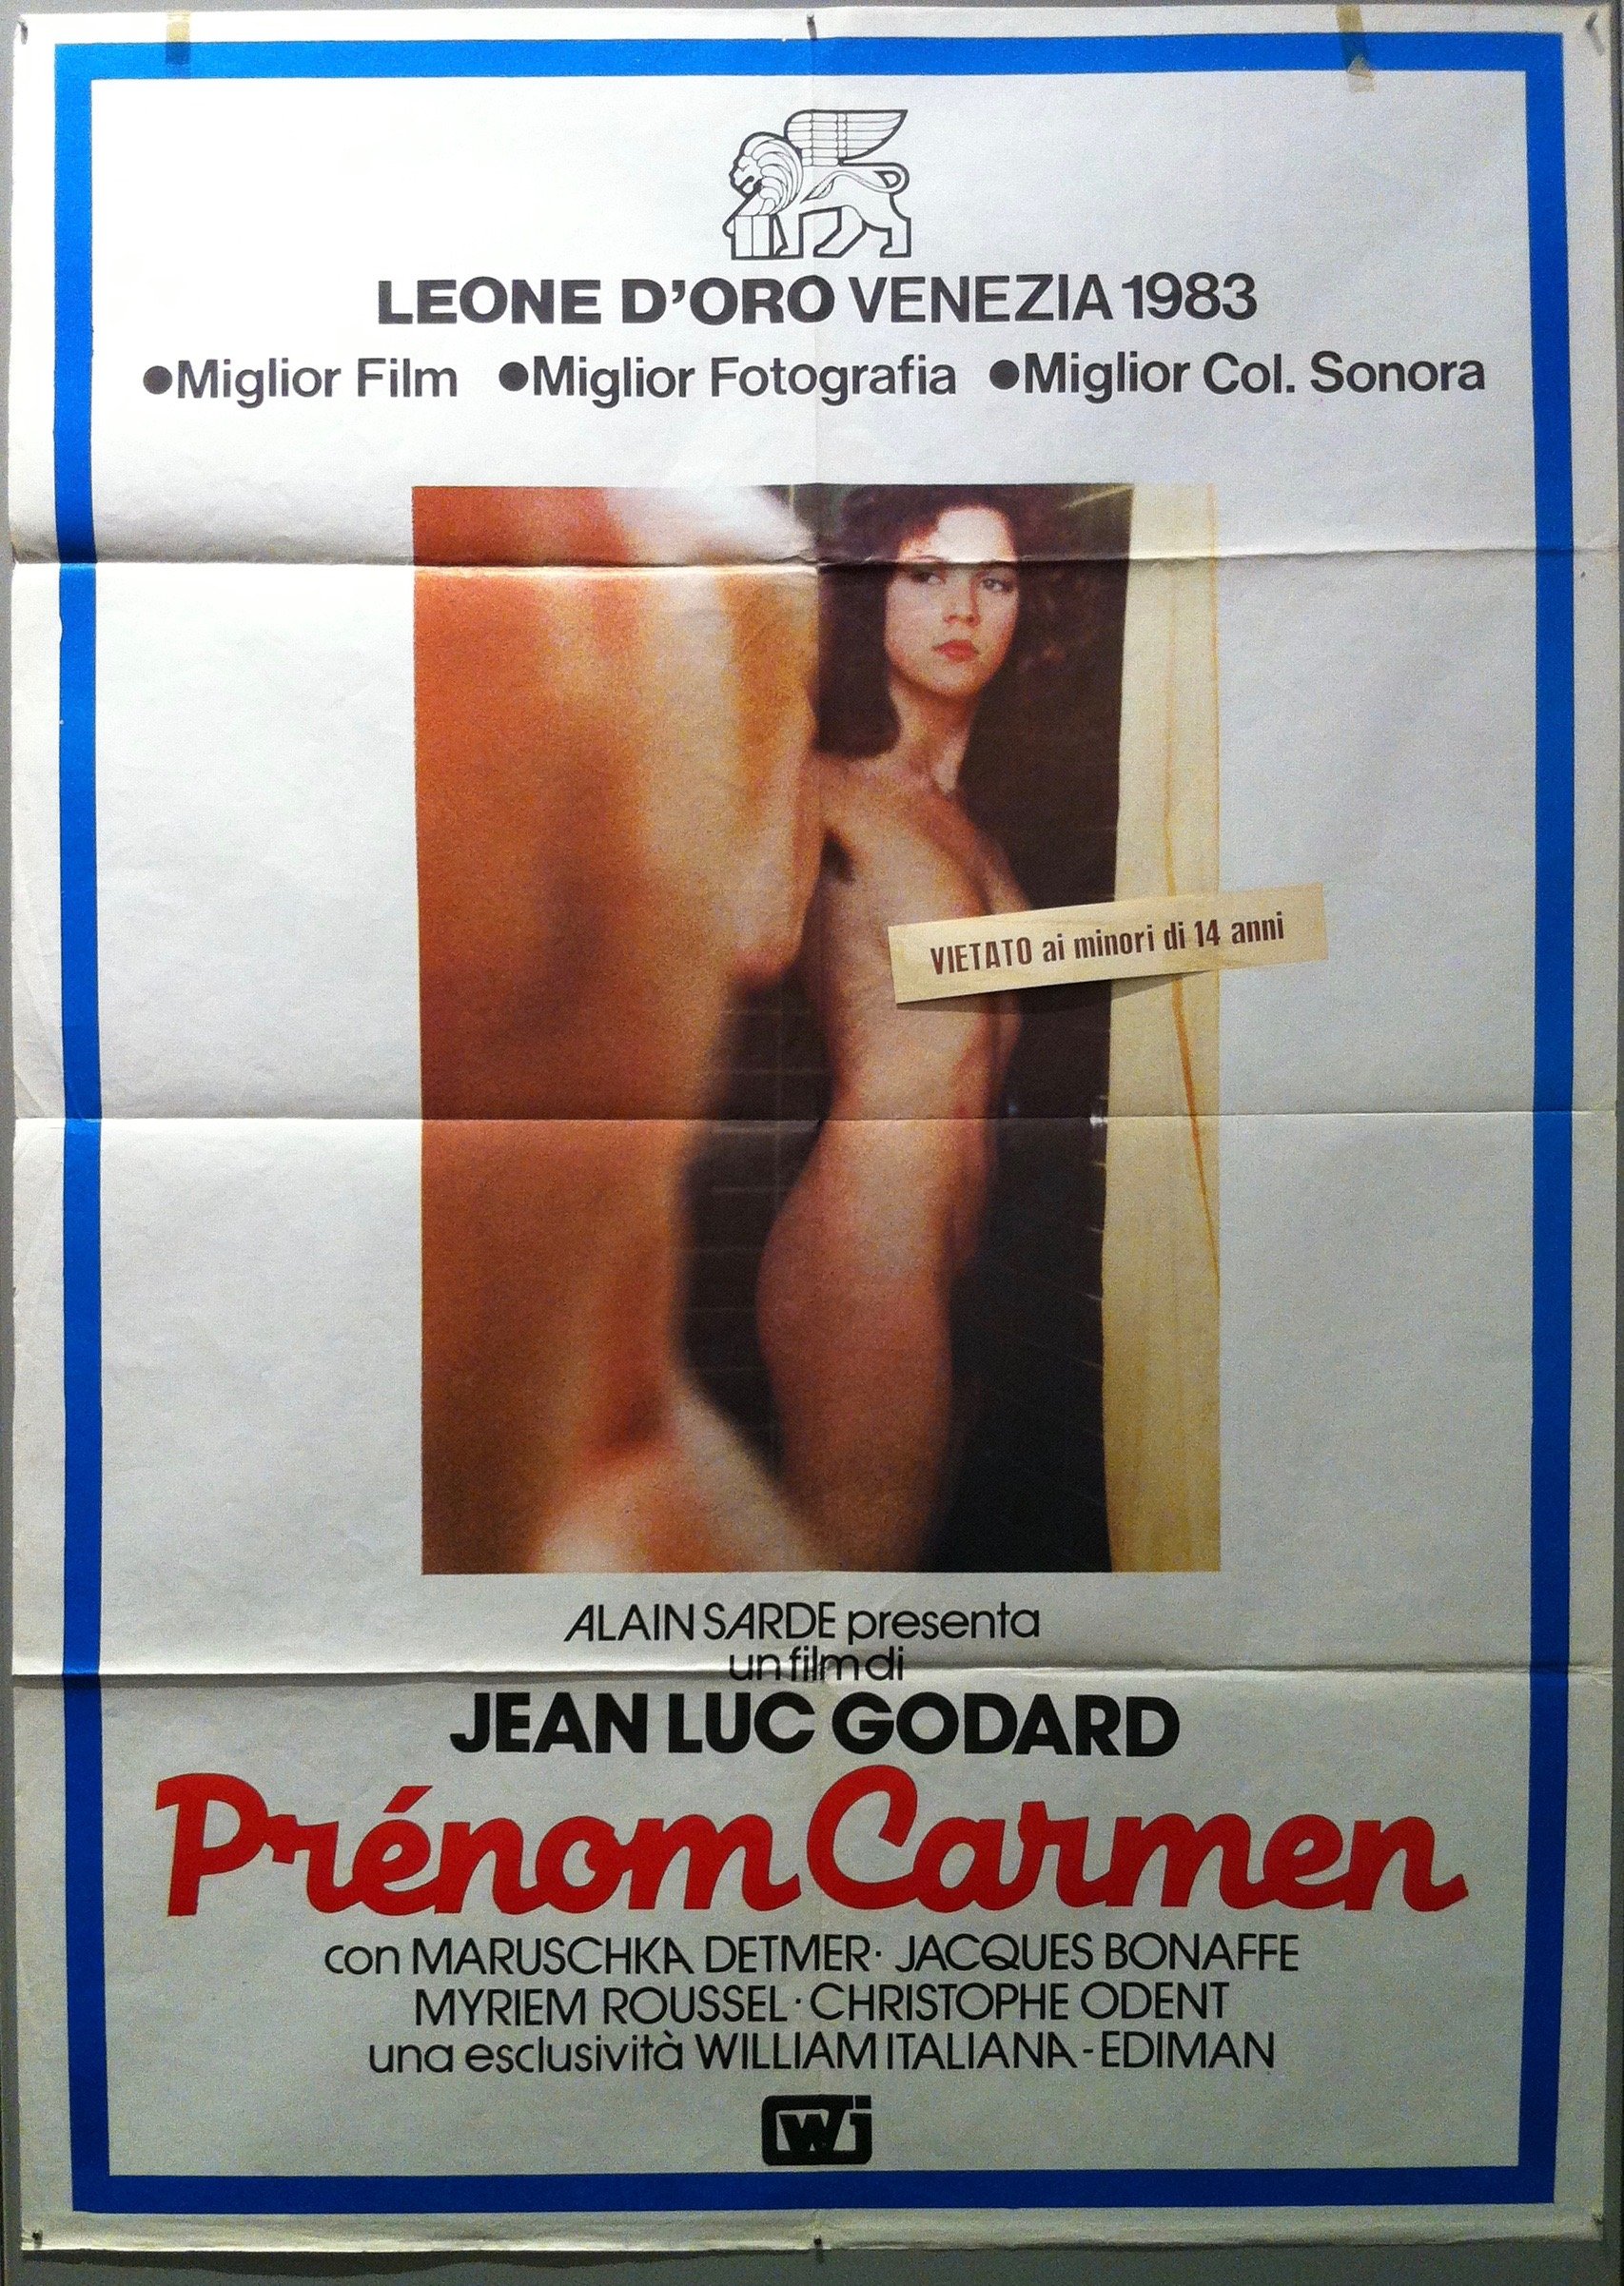 LEONE D'ORO VENEZIA 1983
●Miglior Film ●Miglior Fotografia ●Miglior Col. Sonora
VIETATO ai minori di 14 anni
ALAIN SARDE presenta
un film di
JEAN LUC GODARD
Prénom Carmen
con MARUSCHKA DETMER · JACQUES BONAFFE
MYRIEM ROUSSEL · CHRISTOPHE ODENT
una esclusività WILLIAM ITALIANA - EDIMAN
Wi